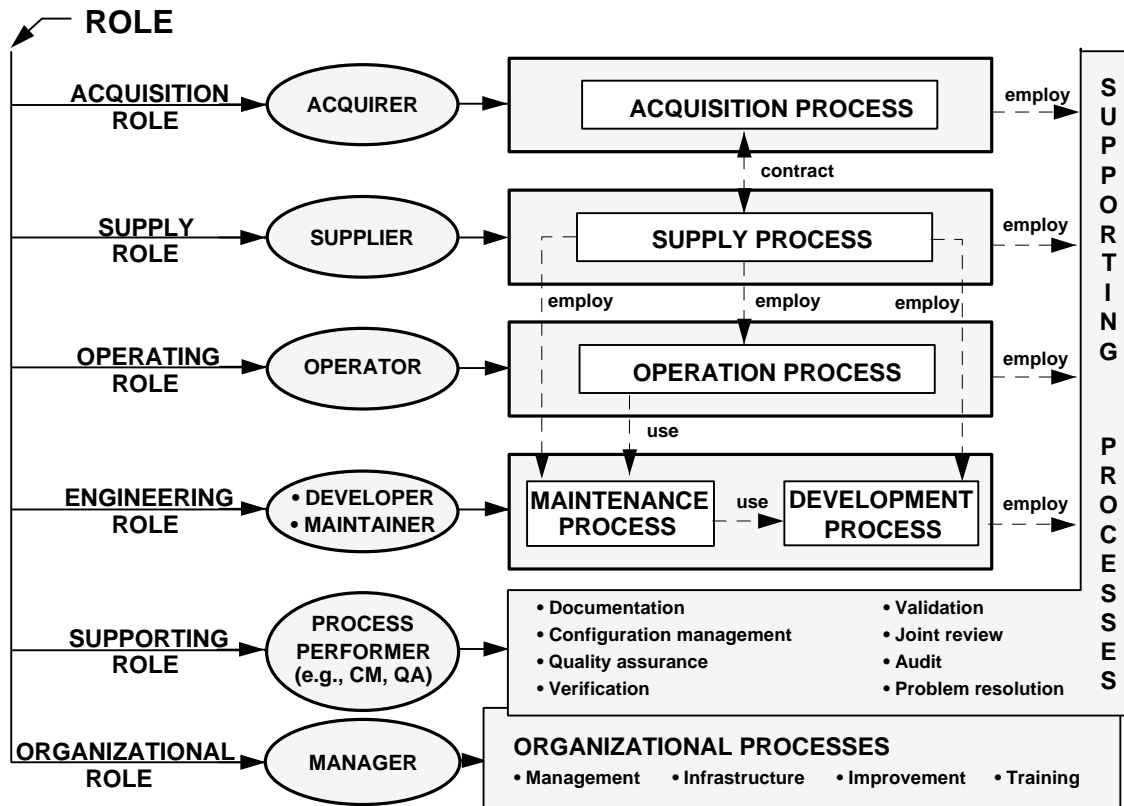 ROLE
ACQUISITION
ROLE
ACQUIRER
ACQUISITION PROCESS
employ
contract
SUPPLY
ROLE
SUPPLIER
SUPPLY PROCESS
employ
employ
employ
employ
OPERATING
ROLE
OPERATOR
OPERATION PROCESS
employ
use
ENGINEERING
ROLE
• DEVELOPER
• MAINTAINER
MAINTENANCE
PROCESS
use
DEVELOPMENT
PROCESS
employ
SUPPORTING PROCESSES
SUPPORTING
ROLE
PROCESS
PERFORMER
(e.g., CM, QA)
• Documentation
• Configuration management
• Quality assurance
• Verification
• Validation
• Joint review
• Audit
• Problem resolution
ORGANIZATIONAL
ROLE
MANAGER
ORGANIZATIONAL PROCESSES
• Management • Infrastructure • Improvement • Training